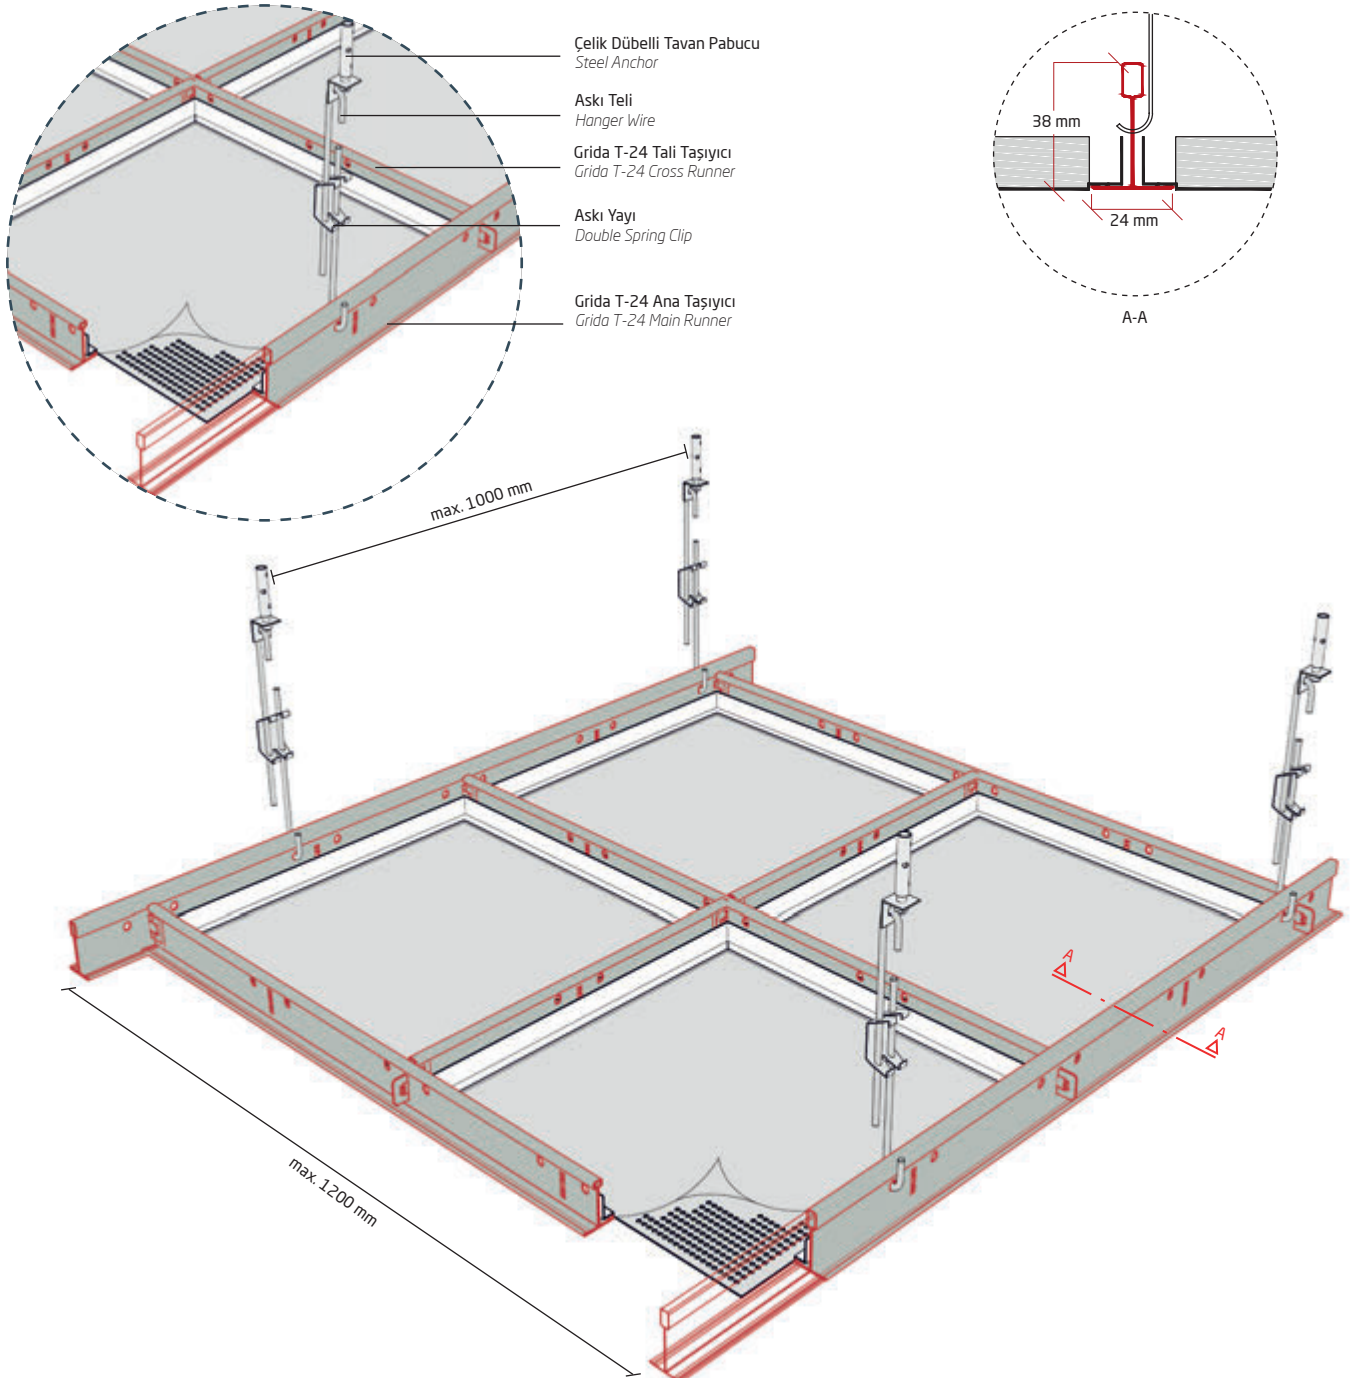 Çelik Dübelli Tavan Pabucu
Steel Anchor
Askı Teli
Hanger Wire
Grida T-24 Tali Taşıyıcı
Grida T-24 Cross Runner
Askı Yayı
Double Spring Clip
Grida T-24 Ana Taşıyıcı
Grida T-24 Main Runner
38 mm
24 mm
A-A
max. 1000 mm
A
A
max. 1200 mm